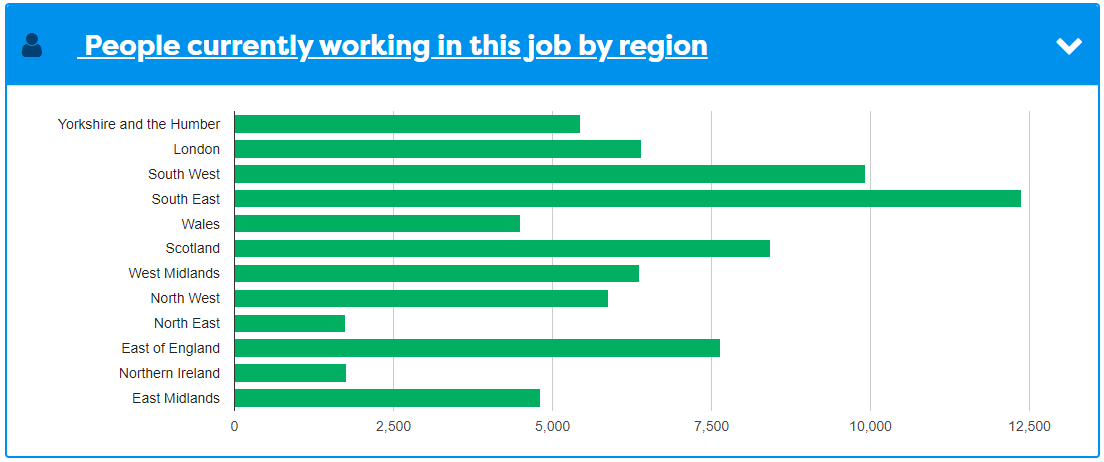 People currently working in this job by region
Yorkshire and the Humber
London
South West
South East
Wales
Scotland
West Midlands
North West
North East
East of England
Northern Ireland
East Midlands
0 2,500 5,000 7,500 10,000 12,500